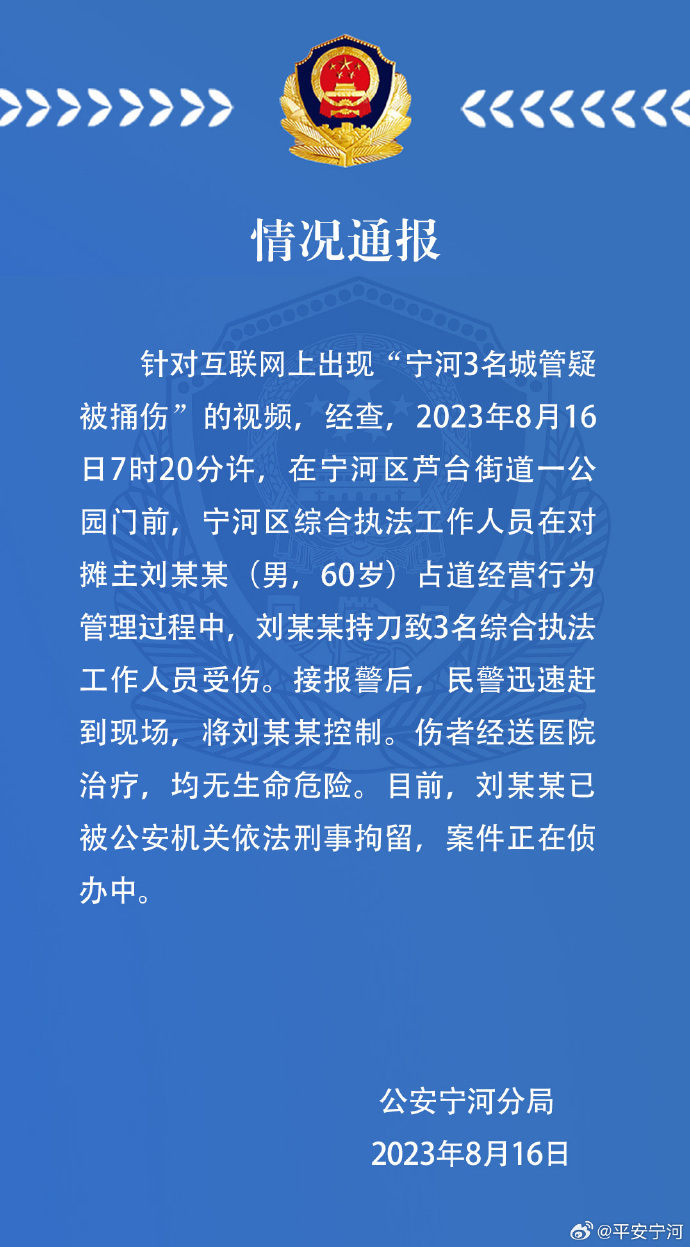 情况通报
针对互联网上出现“宁河3名城管疑
被捅伤”的视频，经查，2023年8月16
日7时20分许，在宁河区芦台街道一公
园门前，宁河区综合执法工作人员在对
摊主刘某某（男，60岁）占道经营行为
管理过程中，刘某某持刀致3名综合执法
工作人员受伤。接报警后，民警迅速赶
到现场，将刘某某控制。伤者经送医院
治疗，均无生命危险。目前，刘某某已
被公安机关依法刑事拘留，案件正在侦
办中。
公安宁河分局
2023年8月16日
@平安宁河